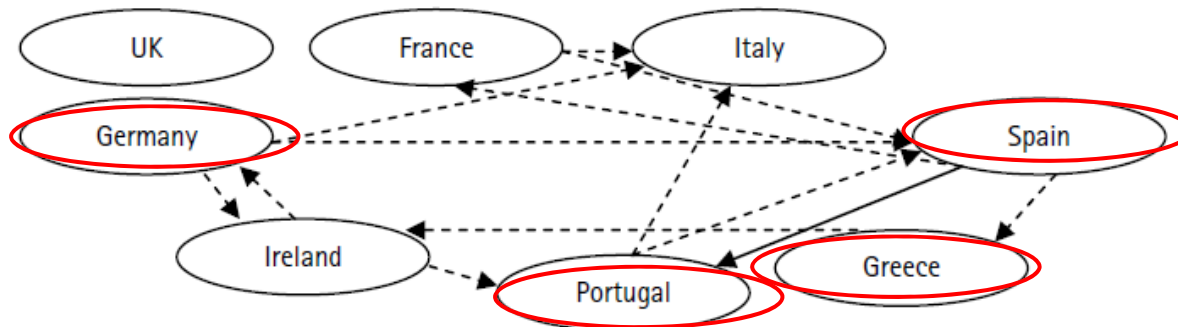 UK
France
Italy
Germany
Spain
Ireland
Portugal
Greece